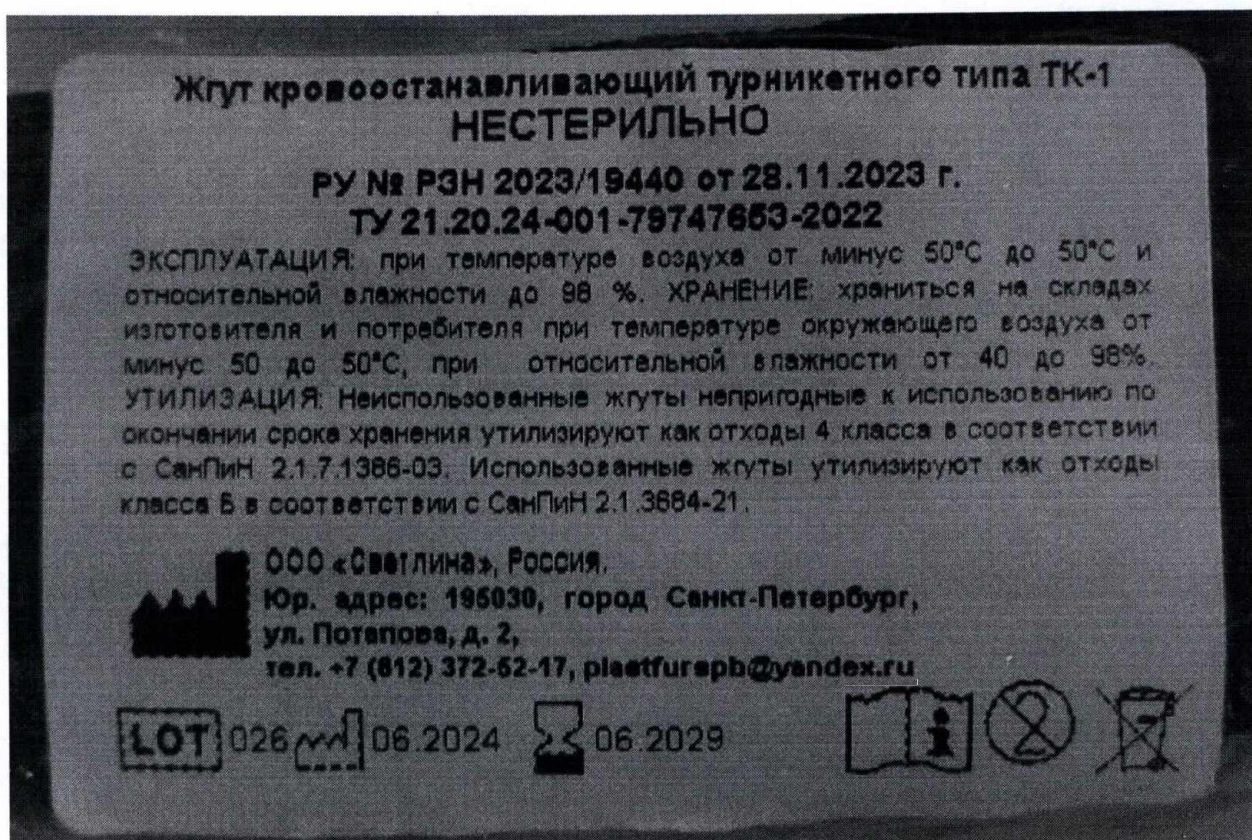 Жгут кровоостанавливающий турникетного типа ТК-1
НЕСТЕРИЛЬНО
РУ № РЗН 2023/19440 от 28.11.2023 г.
ТУ 21.20.24-001-79747653-2022
ЭКСПЛУАТАЦИЯ: при температуре воздуха от минус 50°С до 50°С и
относительной влажности до 98 %. ХРАНЕНИЕ: храниться на складах
изготовителя и потребителя при температуре окружающего воздуха от
минус 50 до 50°С, при относительной влажности от 40 до 98%.
УТИЛИЗАЦИЯ: Неиспользованные жгуты непригодные к использованию по
окончании срока хранения утилизируют как отходы 4 класса в соответствии
с СанПиН 2.1.7.1386-03. Использованные жгуты утилизируют как отходы
класса Б в соответствии с СанПиН 2.1.3684-21.
ООО «Светлина», Россия.
Юр. адрес: 195030, город Санкт-Петербург,
ул. Потапова, д. 2,
тел. +7 (812) 372-52-17, plastfurspb@yandex.ru
LOT 026 06.2024 06.2029 2